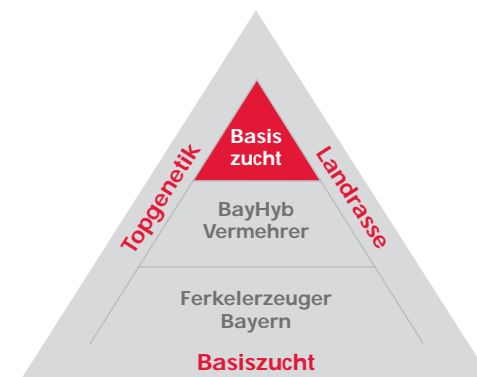 Basis
zucht
Topgenetik
Landrasse
BayHyb
Vermehrer
Ferkelerzeuger
Bayern
Basiszucht